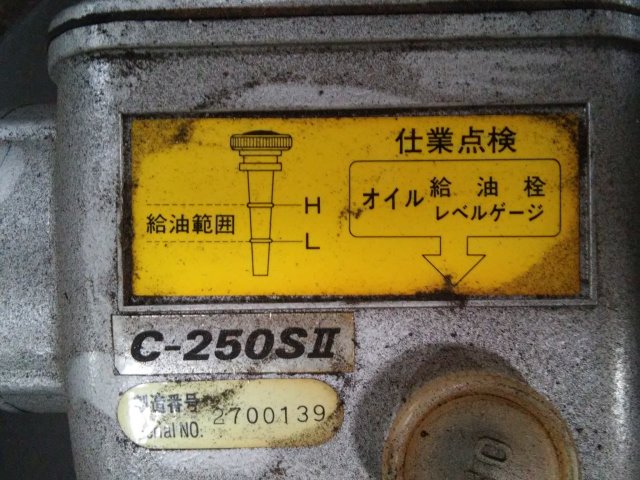 仕業点検
オイル 給油栓
レベルゲージ
H
給油範囲
L
C-250SII
製造番号
Serial NO. 2700139